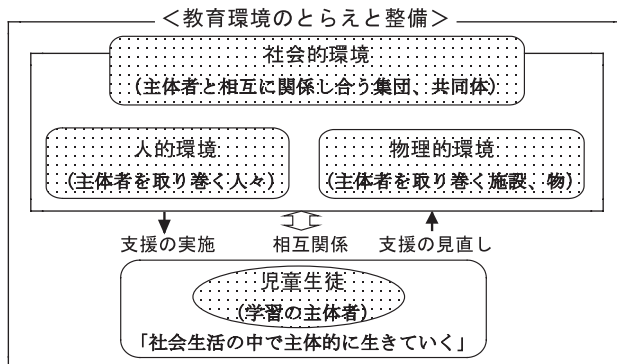 ＜教育環境のとらえと整備＞
社会的環境
（主体者と相互に関係し合う集団、共同体）
人的環境
（主体者を取り巻く人々）
物理的環境
（主体者を取り巻く施設、物）
支援の実施
相互関係
支援の見直し
児童生徒
（学習の主体者）
「社会生活の中で主体的に生きていく」